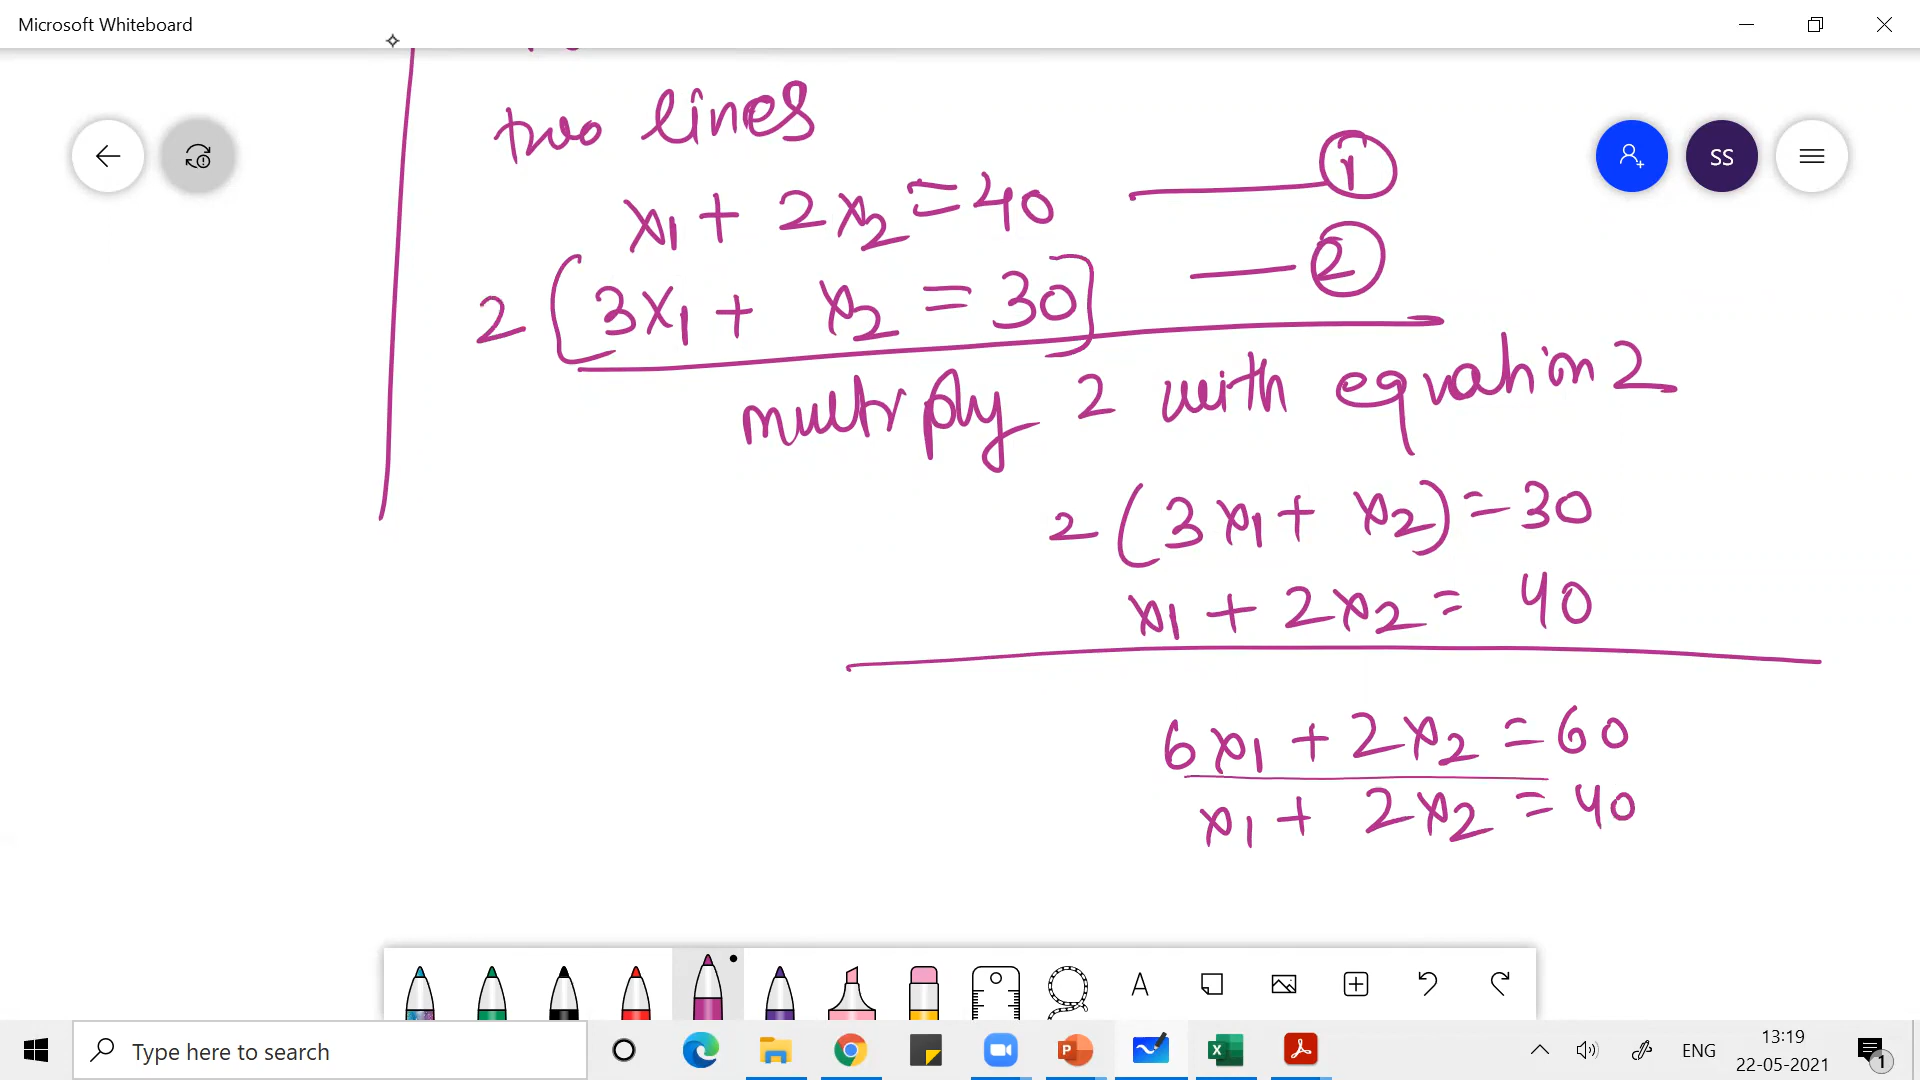 Microsoft Whiteboard
two lines
x1 + 2x2 = 40 —— 1
2 [3x1 + x2 = 30] —— 2
multiply 2 with equation 2
2 (3x1 + x2) = 30
x1 + 2x2 = 40
6x1 + 2x2 = 60
x1 + 2x2 = 40
SS
A
Type here to search
ENG
13:19
22-05-2021
1